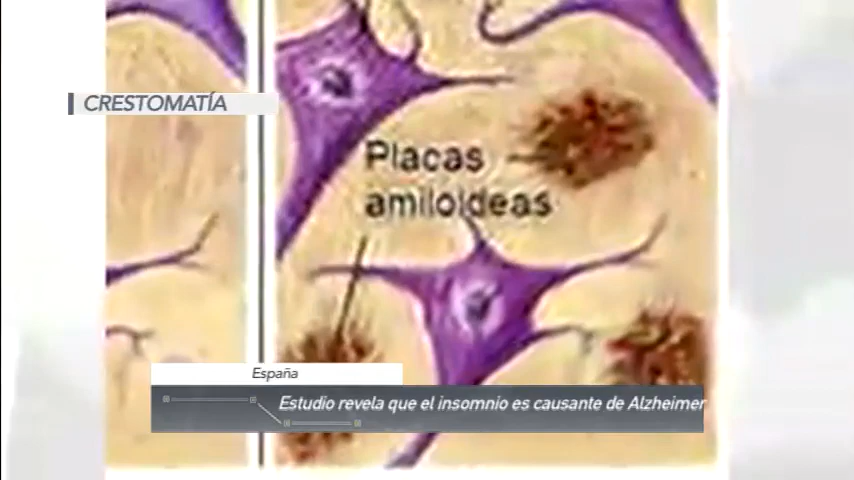 CRESTOMATÍA
Placas
amiloideas
España
Estudio revela que el insomnio es causante de Alzheimer